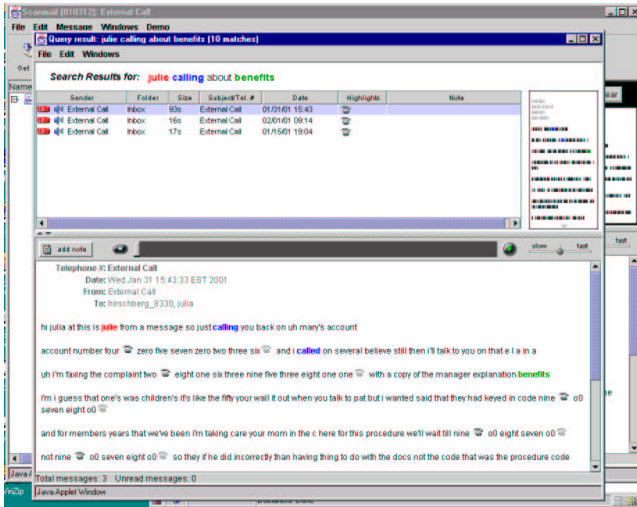 Scanmail [010312]: External Call
File Edit Message Windows Demo
Query result: julie calling about benefits (10 matches)
File Edit Windows
Get
Search Results for: julie calling about benefits
Name
Sender Folder Size Subject/Tel. # Date Highlights Note
External Call Inbox 93s External Call 01/31/01 15:43
External Call Inbox 16s External Call 02/01/01 09:14
External Call Inbox 17s External Call 01/15/01 19:04
add note slow fast
fast
Telephone #: External Call
Date: Wed Jan 31 15:43:33 EST 2001
From: External Call
To: hirschberg_8330, julia
hi julia at this is julie from a message so just calling you back on uh mary's account
account number four zero five seven zero two three six and i called on several believe still then i'll talk to you on that e l a in a
uh i'm faxing the complaint two eight one six three nine five three eight one one with a copy of the manager explanation benefits
i'm i guess that one's was children's it's like the fifty your wall it out when you talk to pat but i wanted said that they had keyed in code nine o0
seven eight o0
and for members years that we've been i'm taking care your mom in the c here for this procedure we'll wait till nine o0 eight seven o0
not nine o0 seven eight o0 so they if he did incorrectly than having thing to do with the docs not the code that was the procedure code
Total messages: 3 Unread messages: 0
Java Applet Window
WinZip